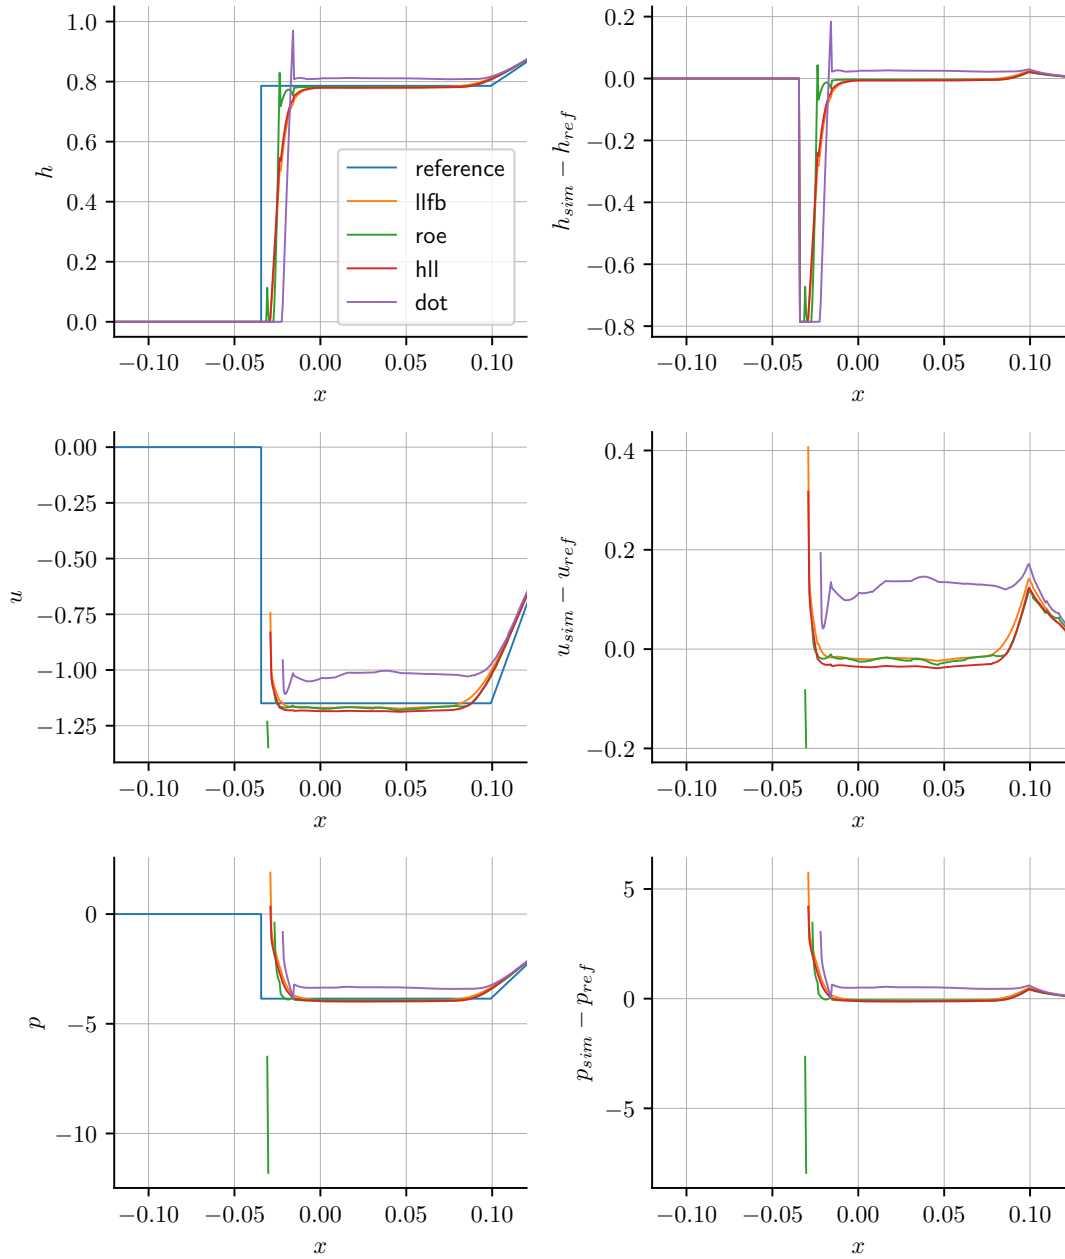 1.0
0.8
0.6
0.4
0.2
0.0
h
−0.10 −0.05 0.00 0.05 0.10
x
reference
llfb
roe
hll
dot
0.2
0.0
−0.2
−0.4
−0.6
−0.8
h_sim − h_ref
−0.10 −0.05 0.00 0.05 0.10
x
0.00
−0.25
−0.50
−0.75
−1.00
−1.25
u
−0.10 −0.05 0.00 0.05 0.10
x
0.4
0.2
0.0
−0.2
u_sim − u_ref
−0.10 −0.05 0.00 0.05 0.10
x
0
−5
−10
p
−0.10 −0.05 0.00 0.05 0.10
x
5
0
−5
p_sim − p_ref
−0.10 −0.05 0.00 0.05 0.10
x